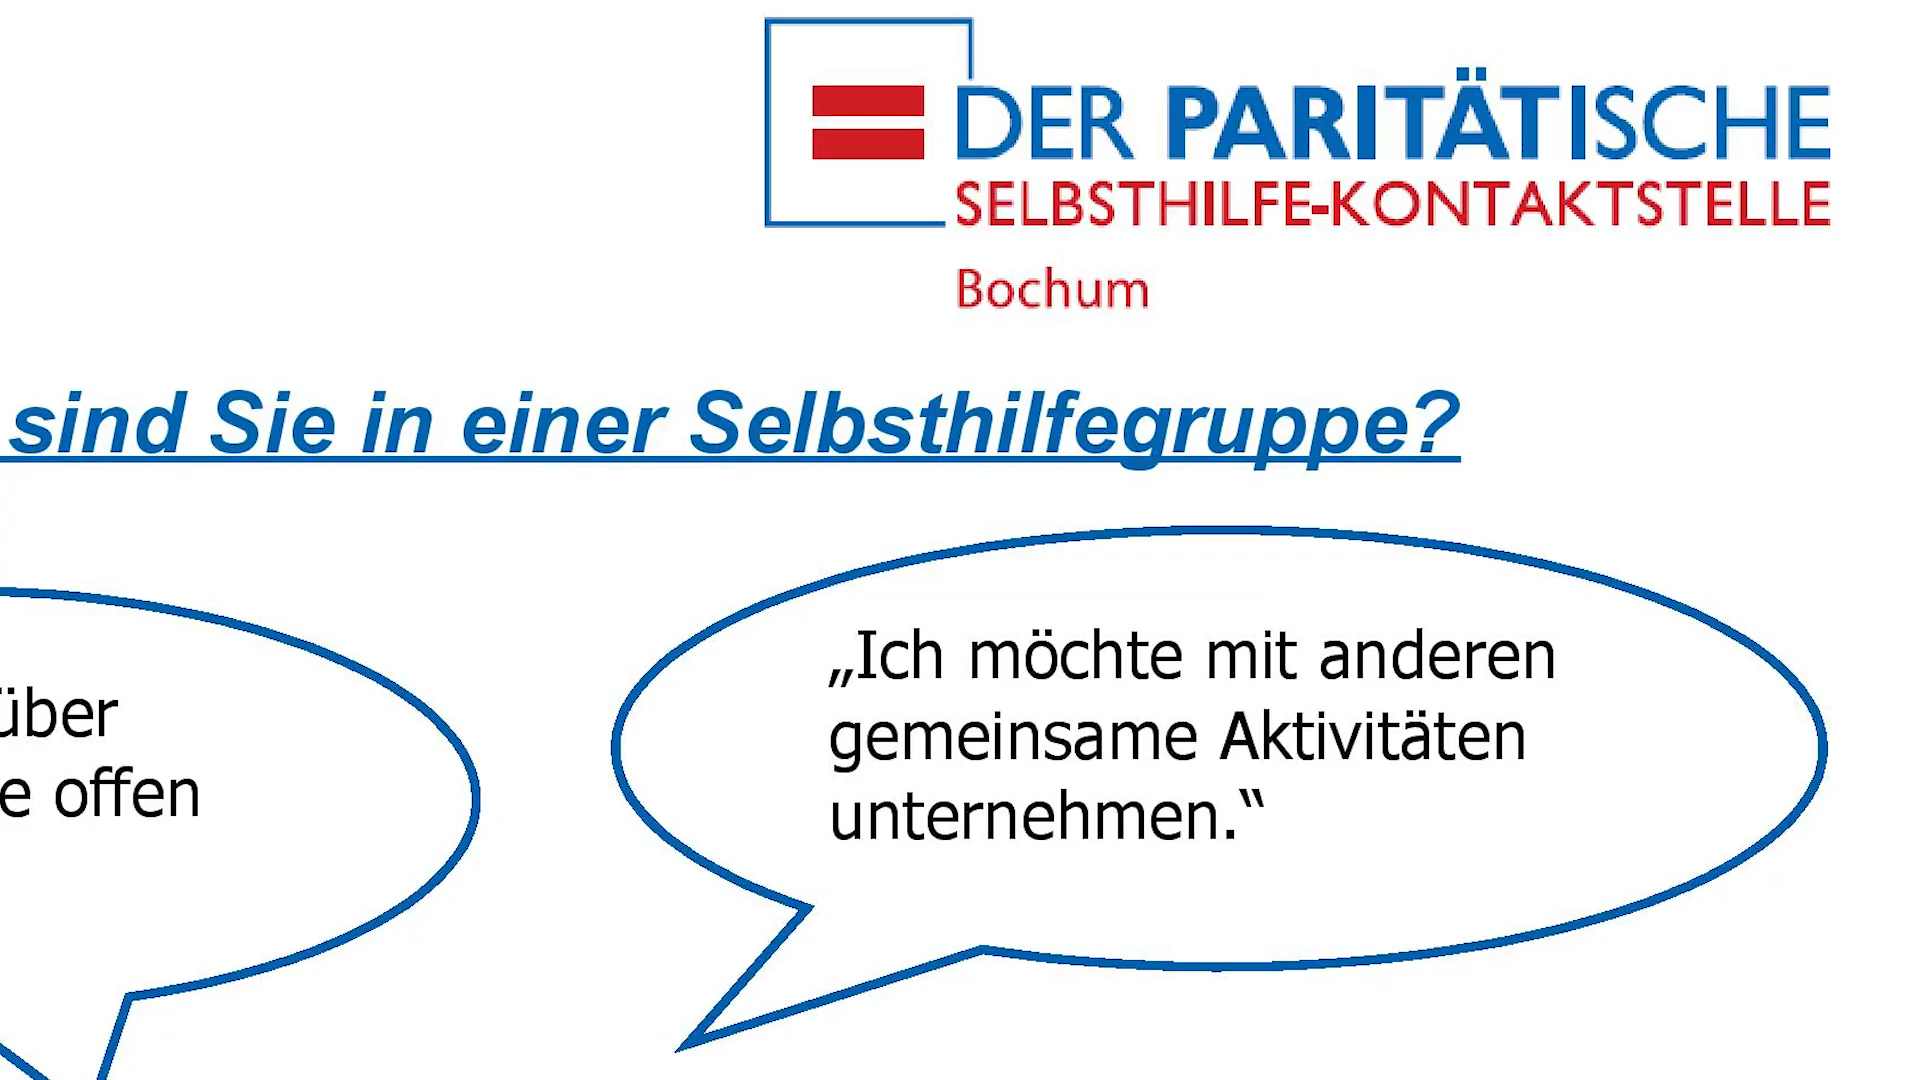 DER PARITÄTISCHE
SELBSTHILFE-KONTAKTSTELLE
Bochum
sind Sie in einer Selbsthilfegruppe?
über
e offen
„Ich möchte mit anderen
gemeinsame Aktivitäten
unternehmen.“